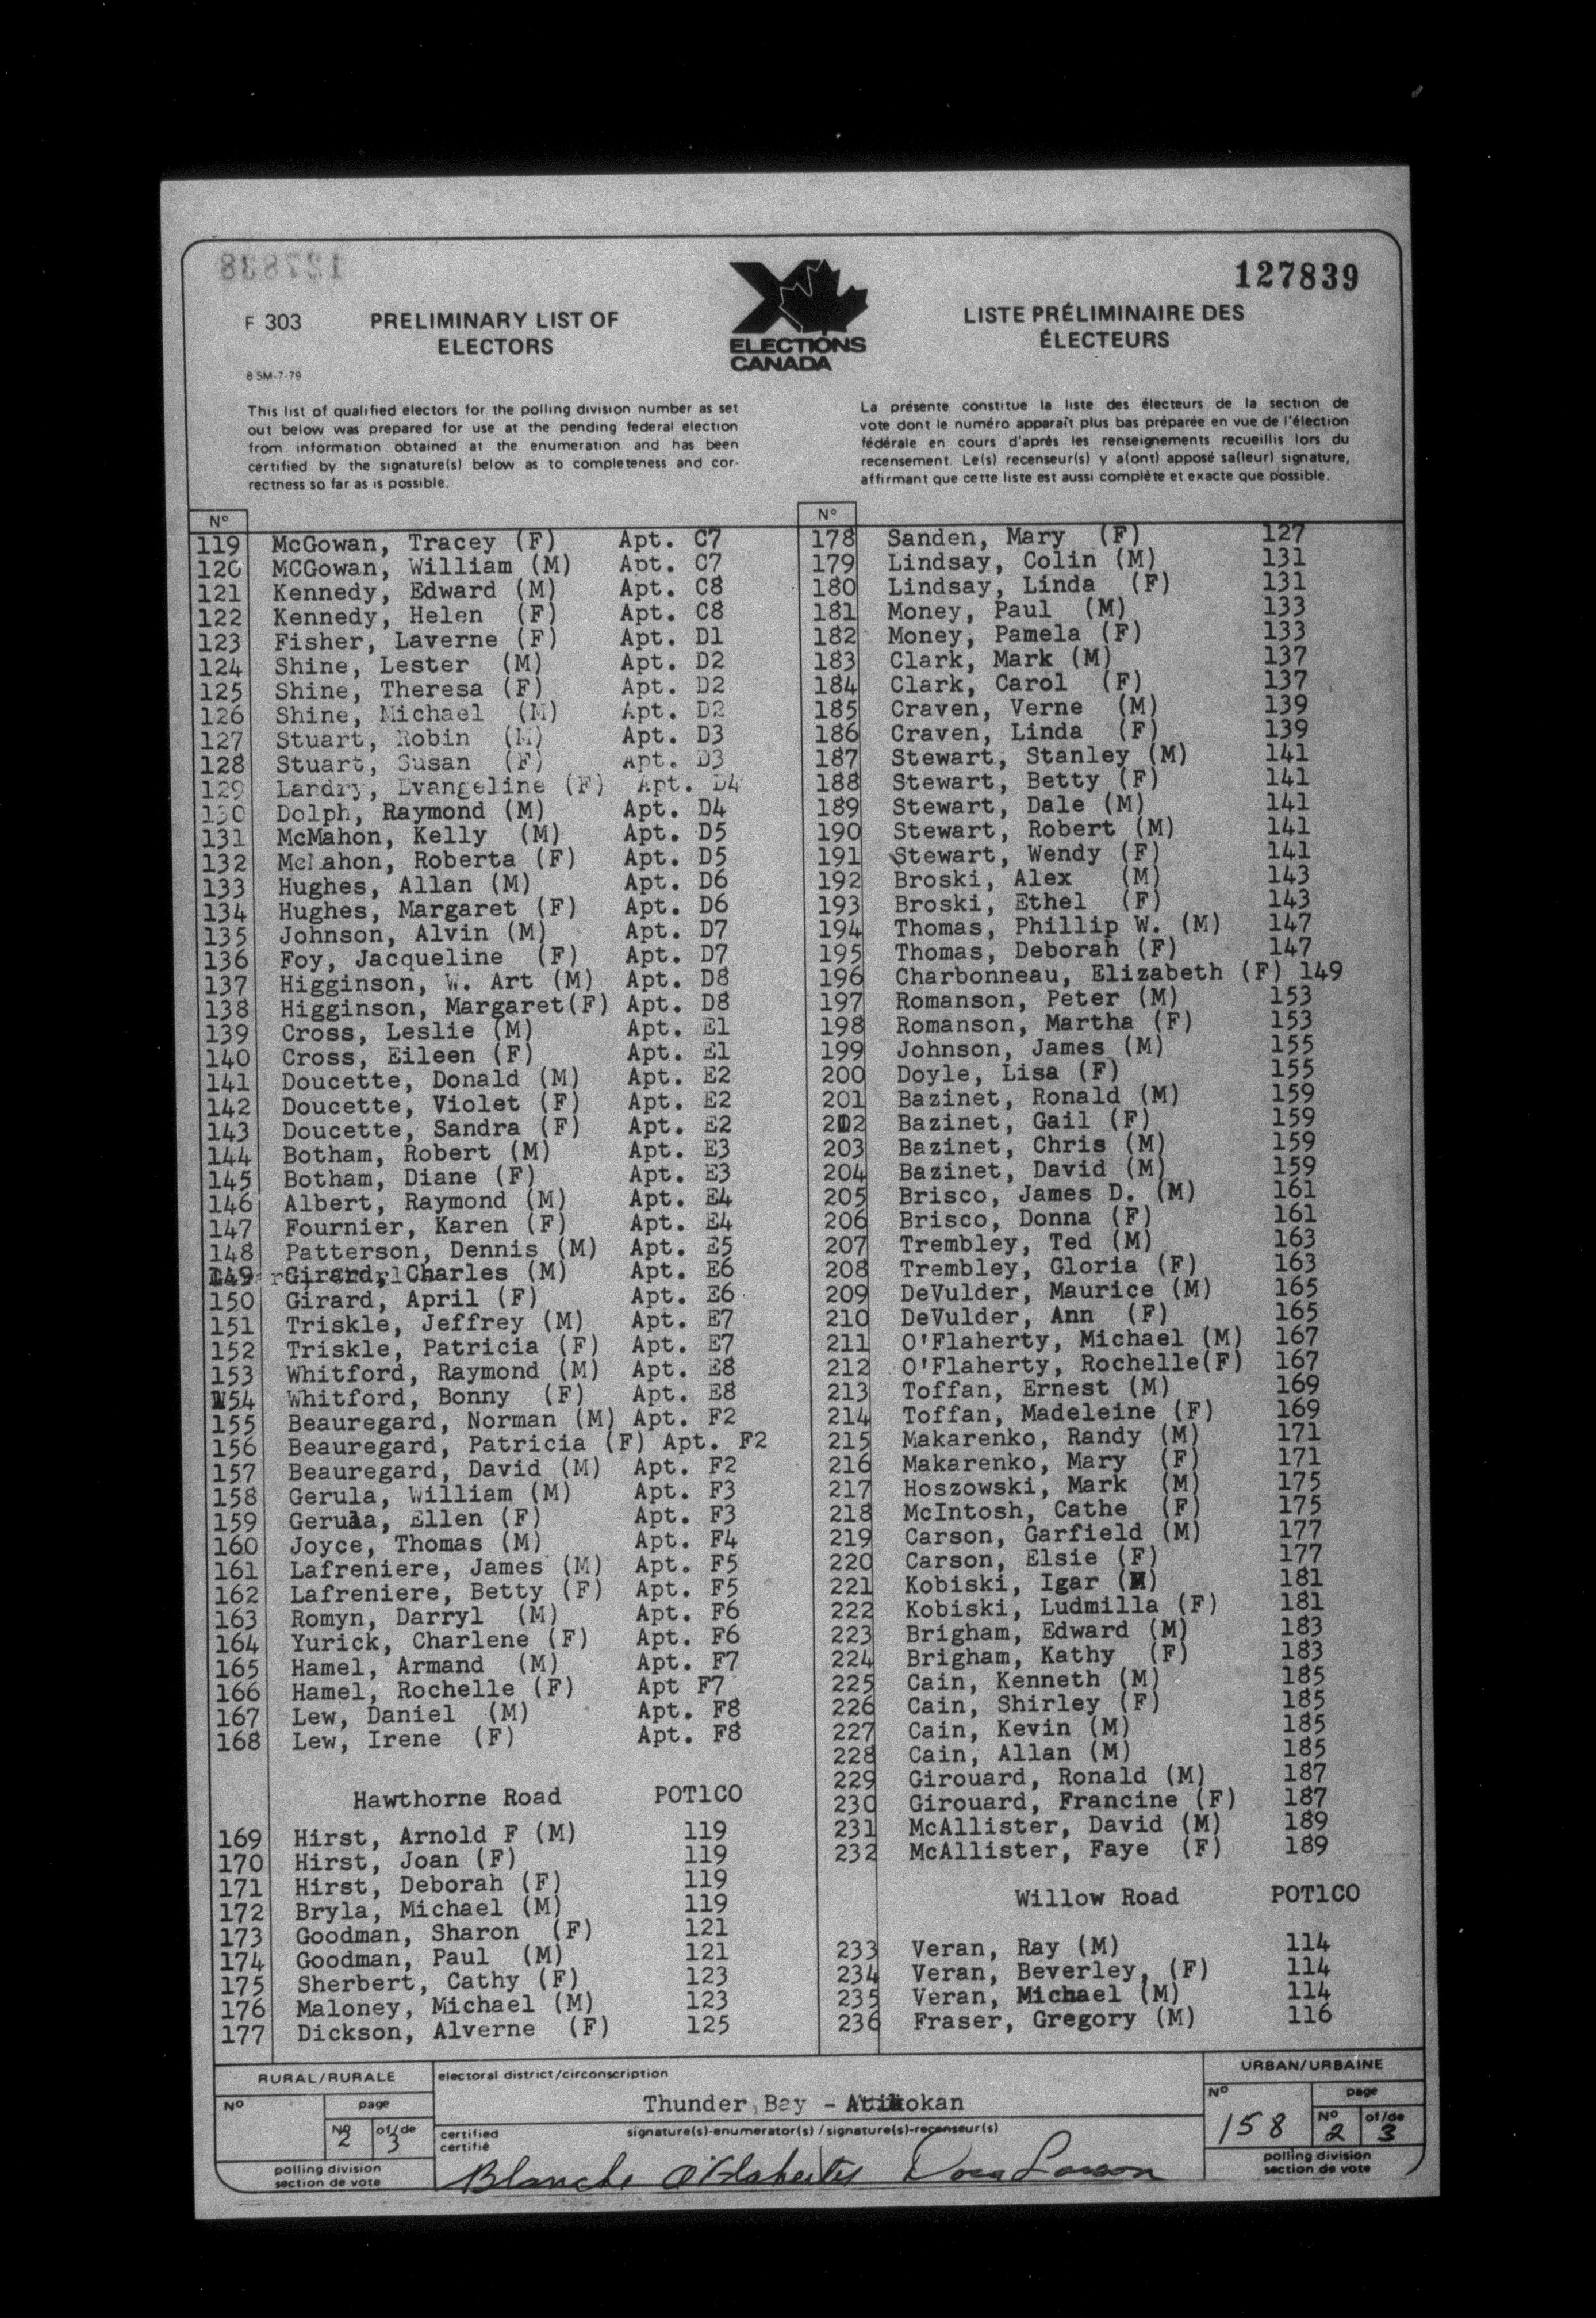 127839
F 303
PRELIMINARY LIST OF
ELECTORS
8 5M-7-79
ELECTIONS
CANADA
LISTE PRÉLIMINAIRE DES
ÉLECTEURS
This list of qualified electors for the polling division number as set
out below was prepared for use at the pending federal election
from information obtained at the enumeration and has been
certified by the signature(s) below as to completeness and cor-
rectness so far as is possible.
La présente constitue la liste des électeurs de la section de
vote dont le numéro apparaît plus bas préparée en vue de l'élection
fédérale en cours d'après les renseignements recueillis lors du
recensement. Le(s) recenseur(s) y a(ont) apposé sa(leur) signature,
affirmant que cette liste est aussi complète et exacte que possible.
Nº
119 McGowan, Tracey (F) Apt. C7
120 MCGowan, William (M) Apt. C7
121 Kennedy, Edward (M) Apt. C8
122 Kennedy, Helen (F) Apt. C8
123 Fisher, Laverne (F) Apt. D1
124 Shine, Lester (M) Apt. D2
125 Shine, Theresa (F) Apt. D2
126 Shine, Michael (M) Apt. D2
127 Stuart, Robin (M) Apt. D3
128 Stuart, Susan (F) Apt. D3
129 Landry, Evangeline (F) Apt. D4
130 Dolph, Raymond (M) Apt. D4
131 McMahon, Kelly (M) Apt. D5
132 McMahon, Roberta (F) Apt. D5
133 Hughes, Allan (M) Apt. D6
134 Hughes, Margaret (F) Apt. D6
135 Johnson, Alvin (M) Apt. D7
136 Foy, Jacqueline (F) Apt. D7
137 Higginson, W. Art (M) Apt. D8
138 Higginson, Margaret(F) Apt. D8
139 Cross, Leslie (M) Apt. E1
140 Cross, Eileen (F) Apt. E1
141 Doucette, Donald (M) Apt. E2
142 Doucette, Violet (F) Apt. E2
143 Doucette, Sandra (F) Apt. E2
144 Botham, Robert (M) Apt. E3
145 Botham, Diane (F) Apt. E3
146 Albert, Raymond (M) Apt. E4
147 Fournier, Karen (F) Apt. E4
148 Patterson, Dennis (M) Apt. E5
149 Girard, Charles (M) Apt. E6
150 Girard, April (F) Apt. E6
151 Triskle, Jeffrey (M) Apt. E7
152 Triskle, Patricia (F) Apt. E7
153 Whitford, Raymond (M) Apt. E8
154 Whitford, Bonny (F) Apt. E8
155 Beauregard, Norman (M) Apt. F2
156 Beauregard, Patricia (F) Apt. F2
157 Beauregard, David (M) Apt. F2
158 Gerula, William (M) Apt. F3
159 Gerula, Ellen (F) Apt. F3
160 Joyce, Thomas (M) Apt. F4
161 Lafreniere, James (M) Apt. F5
162 Lafreniere, Betty (F) Apt. F5
163 Romyn, Darryl (M) Apt. F6
164 Yurick, Charlene (F) Apt. F6
165 Hamel, Armand (M) Apt. F7
166 Hamel, Rochelle (F) Apt F7
167 Lew, Daniel (M) Apt. F8
168 Lew, Irene (F) Apt. F8
Hawthorne Road POT1CO
169 Hirst, Arnold F (M) 119
170 Hirst, Joan (F) 119
171 Hirst, Deborah (F) 119
172 Bryla, Michael (M) 119
173 Goodman, Sharon (F) 121
174 Goodman, Paul (M) 121
175 Sherbert, Cathy (F) 123
176 Maloney, Michael (M) 123
177 Dickson, Alverne (F) 125
Nº
178 Sanden, Mary (F) 127
179 Lindsay, Colin (M) 131
180 Lindsay, Linda (F) 131
181 Money, Paul (M) 133
182 Money, Pamela (F) 133
183 Clark, Mark (M) 137
184 Clark, Carol (F) 137
185 Craven, Verne (M) 139
186 Craven, Linda (F) 139
187 Stewart, Stanley (M) 141
188 Stewart, Betty (F) 141
189 Stewart, Dale (M) 141
190 Stewart, Robert (M) 141
191 Stewart, Wendy (F) 141
192 Broski, Alex (M) 143
193 Broski, Ethel (F) 143
194 Thomas, Phillip W. (M) 147
195 Thomas, Deborah (F) 147
196 Charbonneau, Elizabeth (F) 149
197 Romanson, Peter (M) 153
198 Romanson, Martha (F) 153
199 Johnson, James (M) 155
200 Doyle, Lisa (F) 155
201 Bazinet, Ronald (M) 159
202 Bazinet, Gail (F) 159
203 Bazinet, Chris (M) 159
204 Bazinet, David (M) 159
205 Brisco, James D. (M) 161
206 Brisco, Donna (F) 161
207 Trembley, Ted (M) 163
208 Trembley, Gloria (F) 163
209 DeVulder, Maurice (M) 165
210 DeVulder, Ann (F) 165
211 O'Flaherty, Michael (M) 167
212 O'Flaherty, Rochelle(F) 167
213 Toffan, Ernest (M) 169
214 Toffan, Madeleine (F) 169
215 Makarenko, Randy (M) 171
216 Makarenko, Mary (F) 171
217 Hoszowski, Mark (M) 175
218 McIntosh, Cathe (F) 175
219 Carson, Garfield (M) 177
220 Carson, Elsie (F) 177
221 Kobiski, Igar (M) 181
222 Kobiski, Ludmilla (F) 181
223 Brigham, Edward (M) 183
224 Brigham, Kathy (F) 183
225 Cain, Kenneth (M) 185
226 Cain, Shirley (F) 185
227 Cain, Kevin (M) 185
228 Cain, Allan (M) 185
229 Girouard, Ronald (M) 187
230 Girouard, Francine (F) 187
231 McAllister, David (M) 189
232 McAllister, Faye (F) 189
Willow Road POT1CO
233 Veran, Ray (M) 114
234 Veran, Beverley, (F) 114
235 Veran, Michael (M) 114
236 Fraser, Gregory (M) 116
RURAL/RURALE
Nº page
Nº 2 of/de 3
polling division
section de vote
electoral district/circonscription
Thunder Bay - Atikokan
certified
certifié
signature(s)-enumerator(s) / signature(s)-recenseur(s)
Blanche O'Flaherty Dora Larson
URBAN/URBAINE
Nº page
158 Nº 2 of/de 3
polling division
section de vote